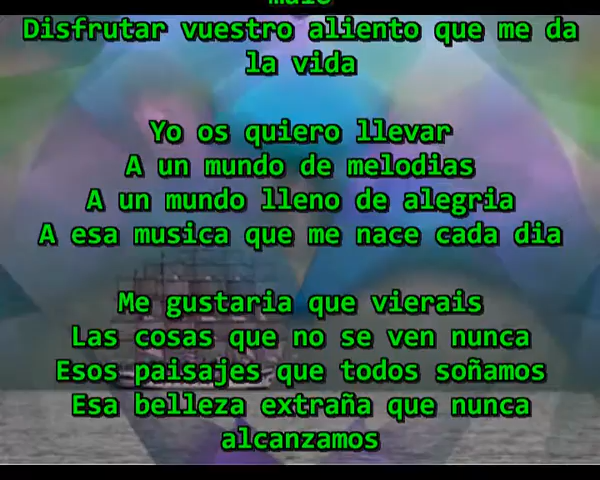 Disfrutar vuestro aliento que me da
la vida
Yo os quiero llevar
A un mundo de melodias
A un mundo lleno de alegria
A esa musica que me nace cada dia
Me gustaria que vierais
Las cosas que no se ven nunca
Esos paisajes que todos soñamos
Esa belleza extraña que nunca
alcanzamos